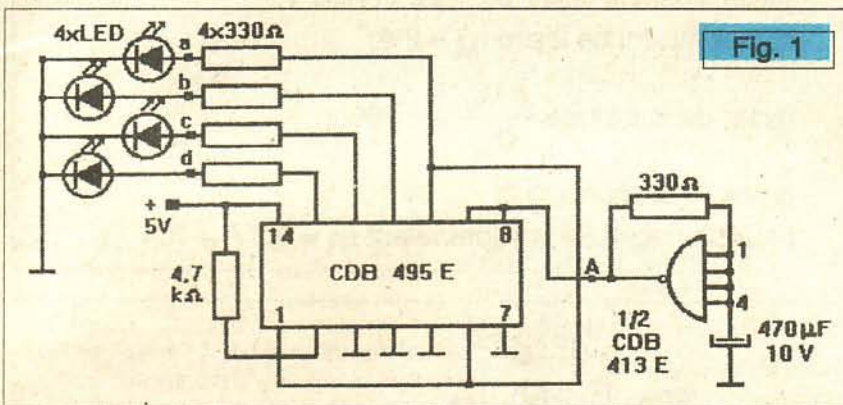 4xLED
a
4x330Ω
Fig. 1
b
c
d
+
5V
330Ω
14
8
4,7
kΩ
CDB 495 E
A
1
4
1
7
1/2
CDB
413 E
470μF
10 V